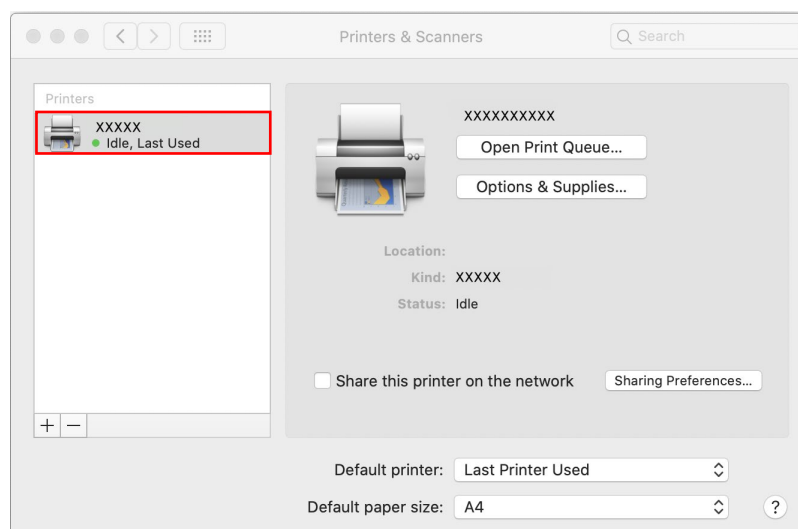 Printers & Scanners
Search
Printers
XXXXX
Idle, Last Used
XXXXXXXXXX
Open Print Queue...
Options & Supplies...
Location:
Kind: XXXXX
Status: Idle
Share this printer on the network
Sharing Preferences...
+ −
Default printer: Last Printer Used
Default paper size: A4
?